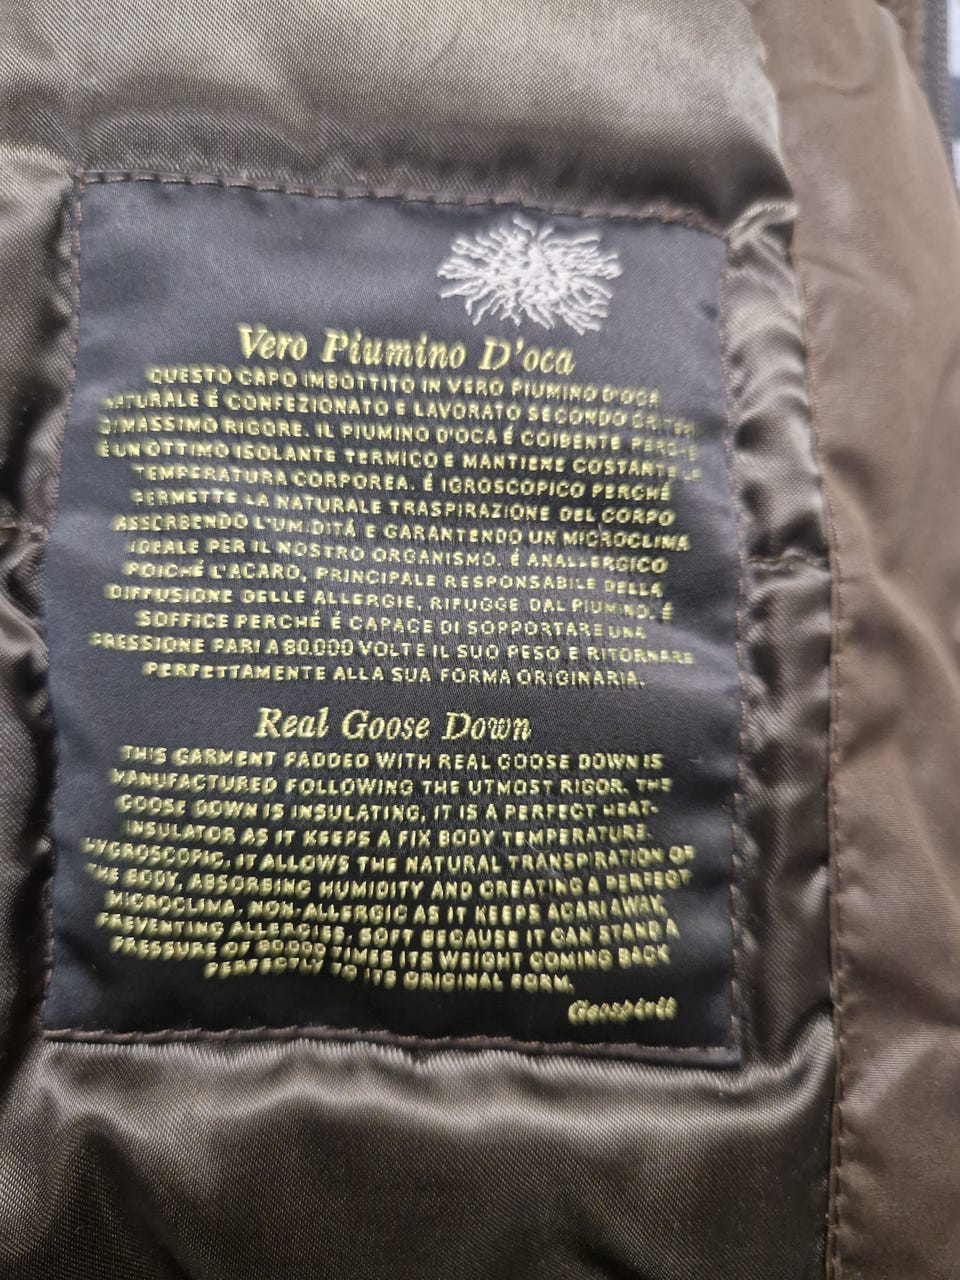 Vero Piumino D'oca
QUESTO CAPO IMBOTTITO IN VERO PIUMINO D'OCA
NATURALE É CONFEZIONATO E LAVORATO SECONDO CRITERI
DI MASSIMO RIGORE. IL PIUMINO D'OCA É COIBENTE PERCHÉ
É UN OTTIMO ISOLANTE TERMICO E MANTIENE COSTANTE LA
TEMPERATURA CORPOREA. É IGROSCOPICO PERCHÉ
PERMETTE LA NATURALE TRASPIRAZIONE DEL CORPO
ASSORBENDO L'UMIDITÁ E GARANTENDO UN MICROCLIMA
IDEALE PER IL NOSTRO ORGANISMO. É ANALLERGICO
POICHÉ L'ACARO, PRINCIPALE RESPONSABILE DELLA
DIFFUSIONE DELLE ALLERGIE, RIFUGGE DAL PIUMINO. É
SOFFICE PERCHÉ É CAPACE DI SOPPORTARE UNA
PRESSIONE PARI A 80.000 VOLTE IL SUO PESO E RITORNARE
PERFETTAMENTE ALLA SUA FORMA ORIGINARIA.
Real Goose Down
THIS GARMENT PADDED WITH REAL GOOSE DOWN IS
MANUFACTURED FOLLOWING THE UTMOST RIGOR. THE
GOOSE DOWN IS INSULATING, IT IS A PERFECT HEAT-
INSULATOR AS IT KEEPS A FIX BODY TEMPERATURE.
HYGROSCOPIC, IT ALLOWS THE NATURAL TRANSPIRATION OF
THE BODY, ABSORBING HUMIDITY AND CREATING A PERFECT
MICROCLIMA. NON-ALLERGIC AS IT KEEPS ACARI AWAY,
PREVENTING ALLERGIES, SOFT BECAUSE IT CAN STAND A
PRESSURE OF 80.000 TIMES ITS WEIGHT COMING BACK
PERFECTLY TO ITS ORIGINAL FORM.
Geospirit